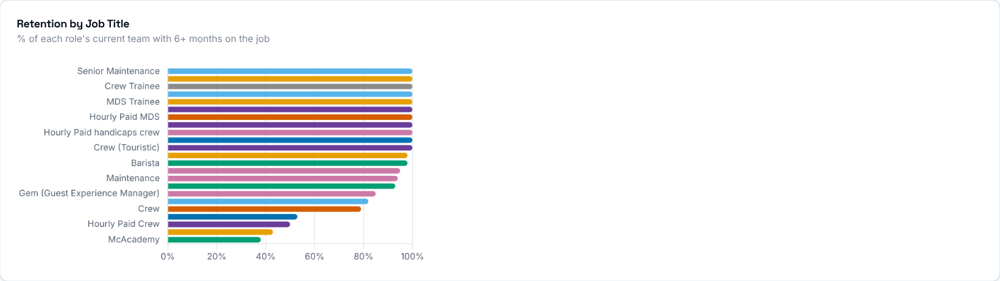 Retention by Job Title
% of each role's current team with 6+ months on the job
Senior Maintenance
Crew Trainee
MDS Trainee
Hourly Paid MDS
Hourly Paid handicaps crew
Crew (Touristic)
Barista
Maintenance
Gem (Guest Experience Manager)
Crew
Hourly Paid Crew
McAcademy
0% 20% 40% 60% 80% 100%